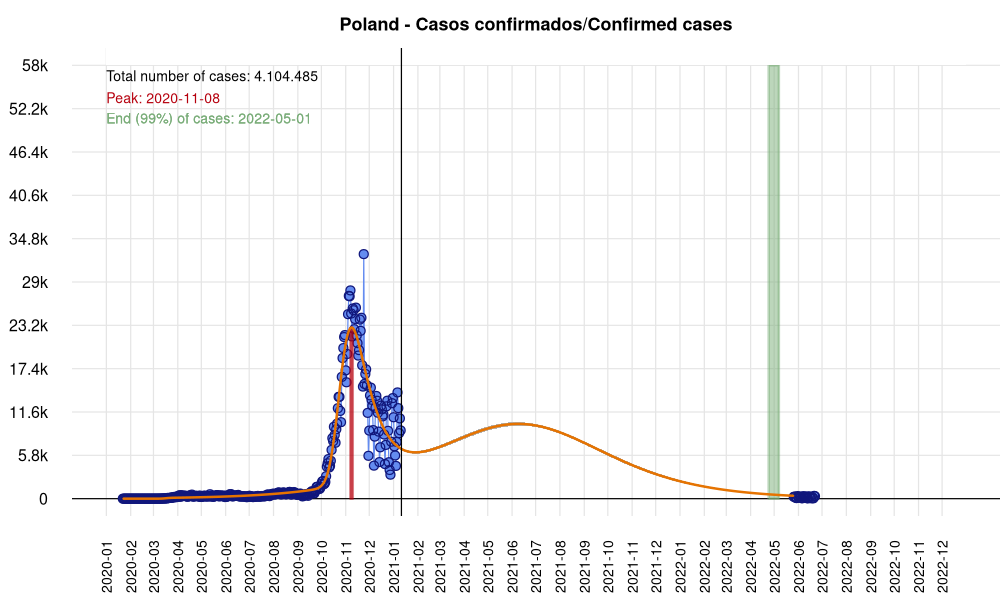 Poland - Casos confirmados/Confirmed cases
Total number of cases: 4.104.485
Peak: 2020-11-08
End (99%) of cases: 2022-05-01
58k
52.2k
46.4k
40.6k
34.8k
29k
23.2k
17.4k
11.6k
5.8k
0
2020-01
2020-02
2020-03
2020-04
2020-05
2020-06
2020-07
2020-08
2020-09
2020-10
2020-11
2020-12
2021-01
2021-02
2021-03
2021-04
2021-05
2021-06
2021-07
2021-08
2021-09
2021-10
2021-11
2021-12
2022-01
2022-02
2022-03
2022-04
2022-05
2022-06
2022-07
2022-08
2022-09
2022-10
2022-11
2022-12